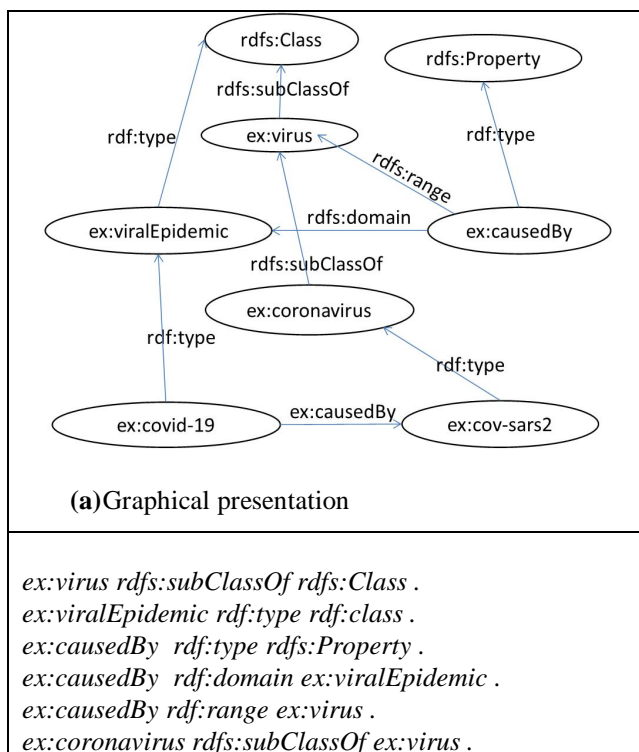 rdfs:Class
rdfs:Property
rdfs:subClassOf
rdf:type
rdf:type
ex:virus
rdfs:range
rdfs:domain
ex:viralEpidemic
ex:causedBy
rdfs:subClassOf
ex:coronavirus
rdf:type
rdf:type
ex:causedBy
ex:covid-19
ex:cov-sars2
(a)Graphical presentation
ex:virus rdfs:subClassOf rdfs:Class .
ex:viralEpidemic rdf:type rdf:class .
ex:causedBy rdf:type rdfs:Property .
ex:causedBy rdf:domain ex:viralEpidemic .
ex:causedBy rdf:range ex:virus .
ex:coronavirus rdfs:subClassOf ex:virus .